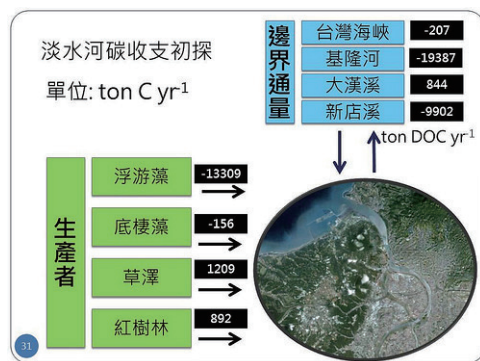 淡水河碳收支初探
單位: ton C yr-1
邊界通量
台灣海峽 -207
基隆河 -19387
大漢溪 844
新店溪 -9902
ton DOC yr-1
生產者
浮游藻 -13309
底棲藻 -156
草澤 1209
紅樹林 892
31